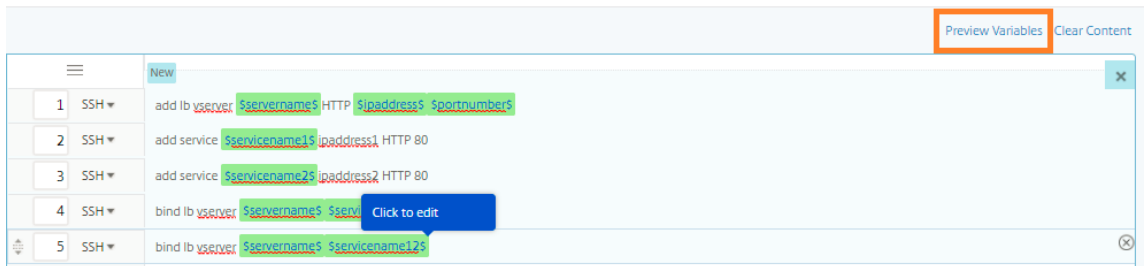 Preview Variables Clear Content
New
1 SSH add lb vserver $servername$ HTTP $ipaddress$ $portnumber$
2 SSH add service $servicename1$ ipaddress1 HTTP 80
3 SSH add service $servicename2$ ipaddress2 HTTP 80
4 SSH bind lb vserver $servername$ Click to edit
5 SSH bind lb vserver $servername$ $servicename12$